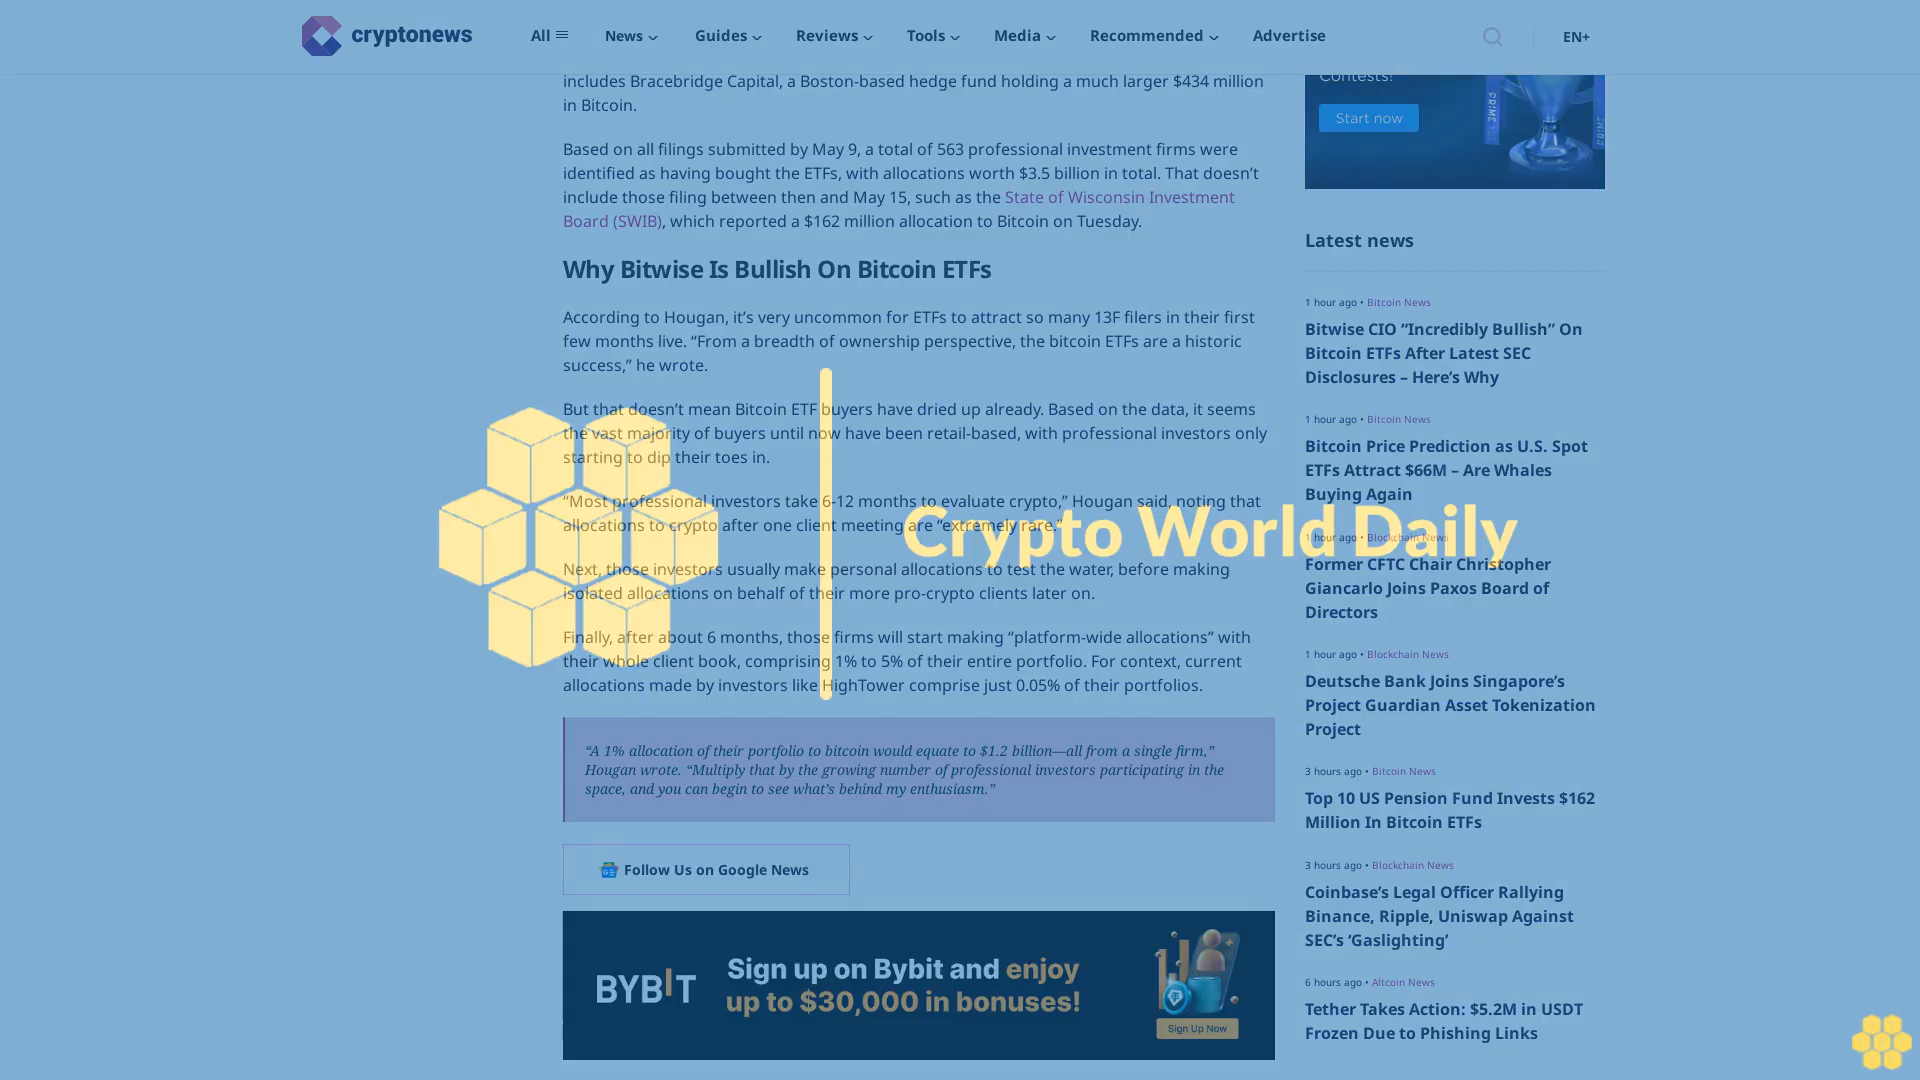 cryptonews
All
News
Guides
Reviews
Tools
Media
Recommended
Advertise
EN+
includes Bracebridge Capital, a Boston-based hedge fund holding a much larger $434 million
in Bitcoin.
Based on all filings submitted by May 9, a total of 563 professional investment firms were
identified as having bought the ETFs, with allocations worth $3.5 billion in total. That doesn’t
include those filing between then and May 15, such as the State of Wisconsin Investment
Board (SWIB), which reported a $162 million allocation to Bitcoin on Tuesday.
Why Bitwise Is Bullish On Bitcoin ETFs
According to Hougan, it’s very uncommon for ETFs to attract so many 13F filers in their first
few months live. “From a breadth of ownership perspective, the bitcoin ETFs are a historic
success,” he wrote.
But that doesn’t mean Bitcoin ETF buyers have dried up already. Based on the data, it seems
the vast majority of buyers until now have been retail-based, with professional investors only
starting to dip their toes in.
“Most professional investors take 6-12 months to evaluate crypto,” Hougan said, noting that
allocations to crypto after one client meeting are “extremely rare.”
Next, those investors usually make personal allocations to test the water, before making
isolated allocations on behalf of their more pro-crypto clients later on.
Finally, after about 6 months, those firms will start making “platform-wide allocations” with
their whole client book, comprising 1% to 5% of their entire portfolio. For context, current
allocations made by investors like HighTower comprise just 0.05% of their portfolios.
“A 1% allocation of their portfolio to bitcoin would equate to $1.2 billion—all from a single firm,”
Hougan wrote. “Multiply that by the growing number of professional investors participating in the
space, and you can begin to see what’s behind my enthusiasm.”
Follow Us on Google News
BYBIT
Sign up on Bybit and enjoy
up to $30,000 in bonuses!
Sign Up Now
Crypto World Daily
Contests!
Start now
PRIME
PRIME
Latest news
1 hour ago • Bitcoin News
Bitwise CIO “Incredibly Bullish” On
Bitcoin ETFs After Latest SEC
Disclosures – Here’s Why
1 hour ago • Bitcoin News
Bitcoin Price Prediction as U.S. Spot
ETFs Attract $66M – Are Whales
Buying Again
1 hour ago • Blockchain News
Former CFTC Chair Christopher
Giancarlo Joins Paxos Board of
Directors
1 hour ago • Blockchain News
Deutsche Bank Joins Singapore’s
Project Guardian Asset Tokenization
Project
3 hours ago • Bitcoin News
Top 10 US Pension Fund Invests $162
Million In Bitcoin ETFs
3 hours ago • Blockchain News
Coinbase’s Legal Officer Rallying
Binance, Ripple, Uniswap Against
SEC’s ‘Gaslighting’
6 hours ago • Altcoin News
Tether Takes Action: $5.2M in USDT
Frozen Due to Phishing Links